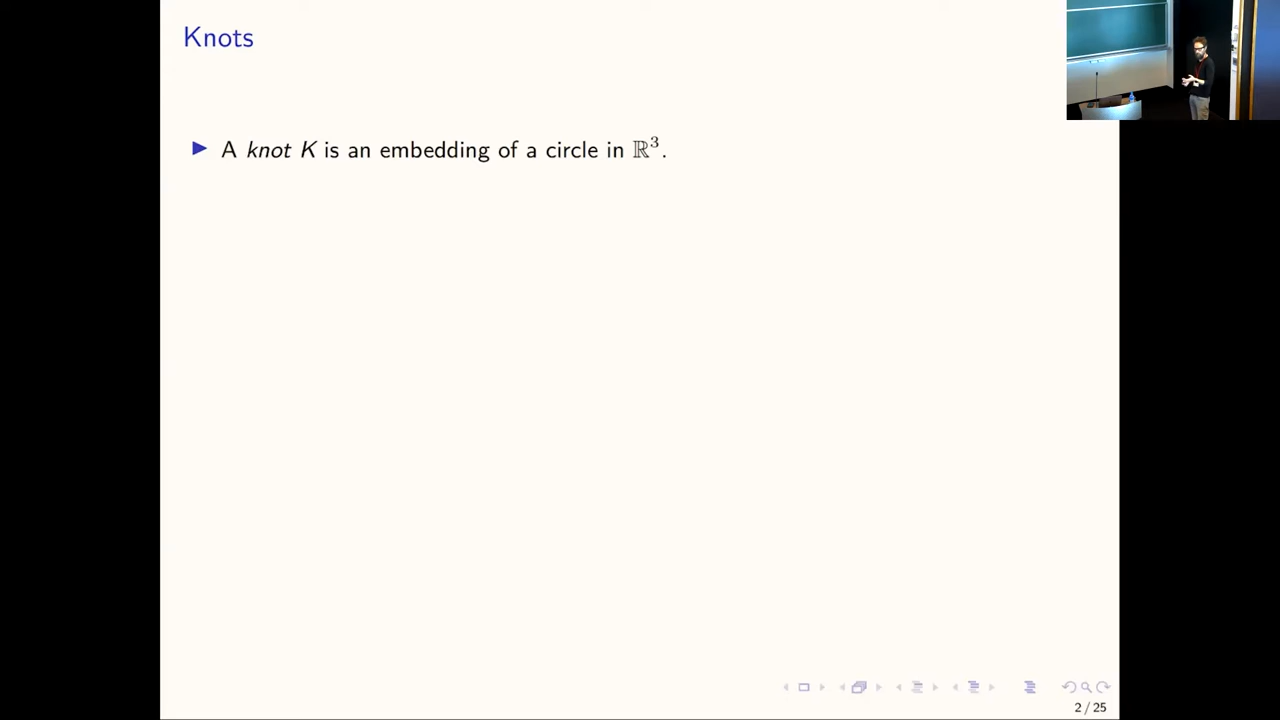 Knots
▶ A knot K is an embedding of a circle in ℝ³.
2 / 25